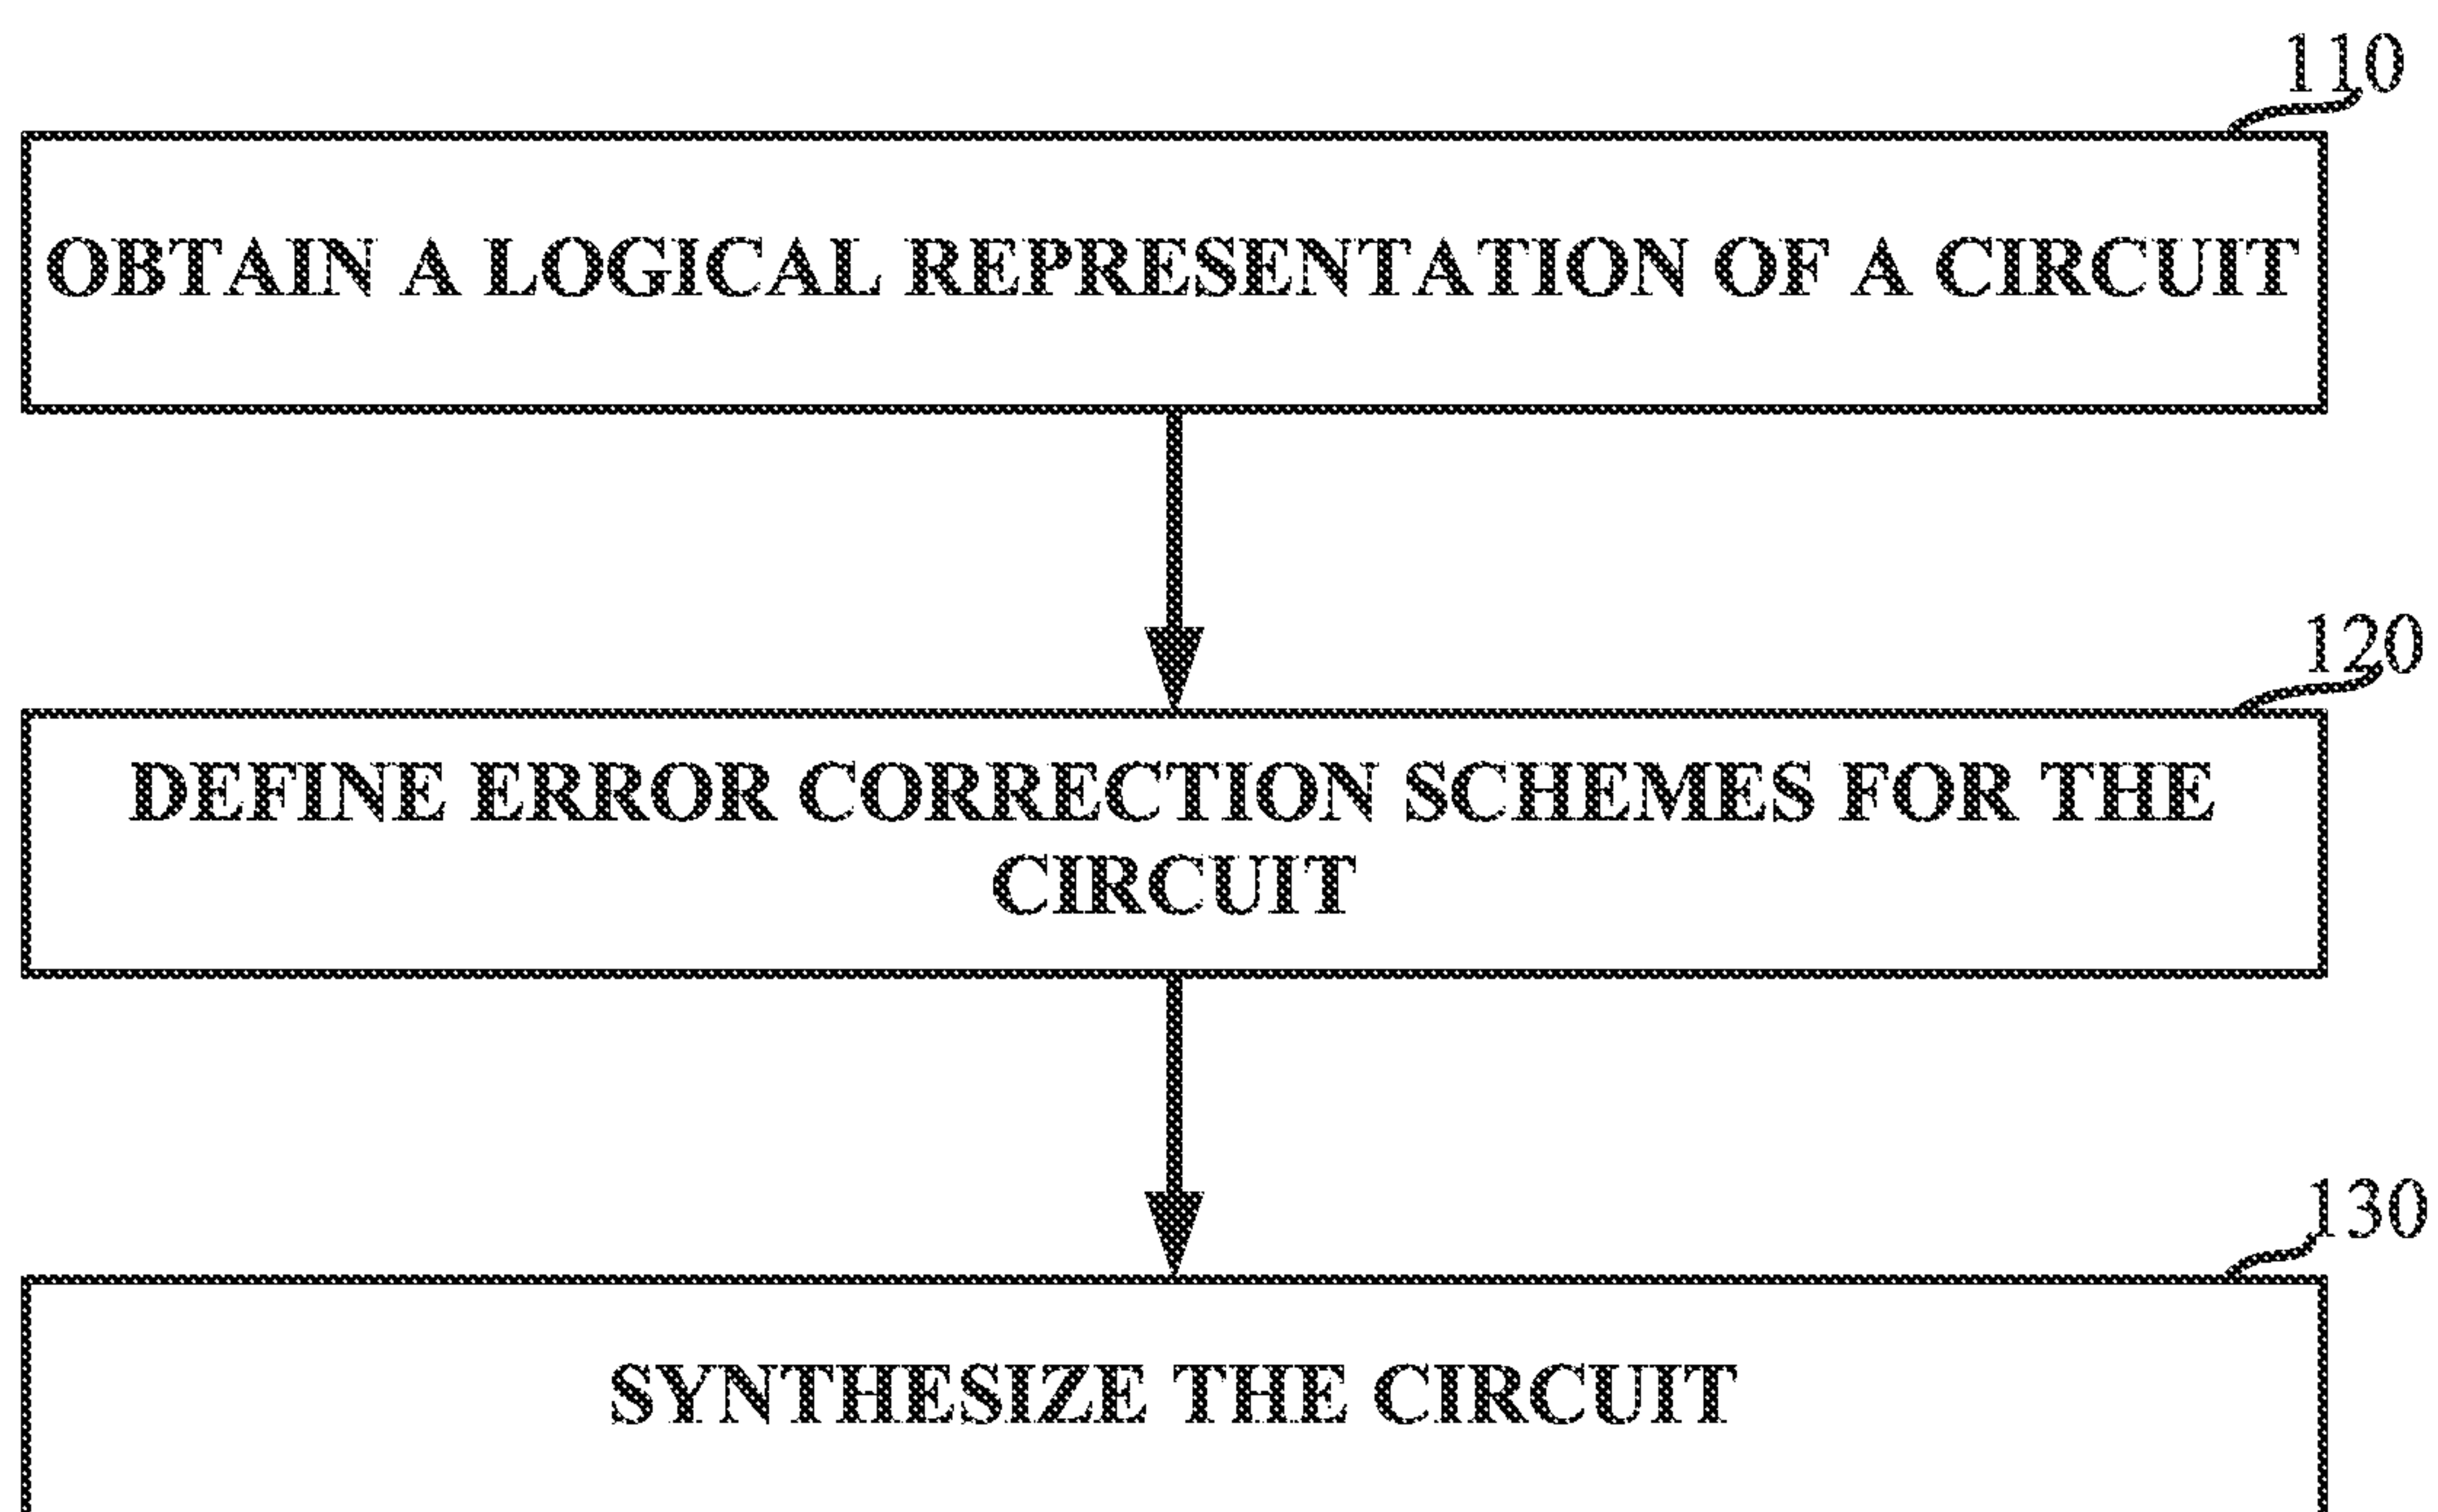 110
OBTAIN A LOGICAL REPRESENTATION OF A CIRCUIT
120
DEFINE ERROR CORRECTION SCHEMES FOR THE
CIRCUIT
130
SYNTHESIZE THE CIRCUIT